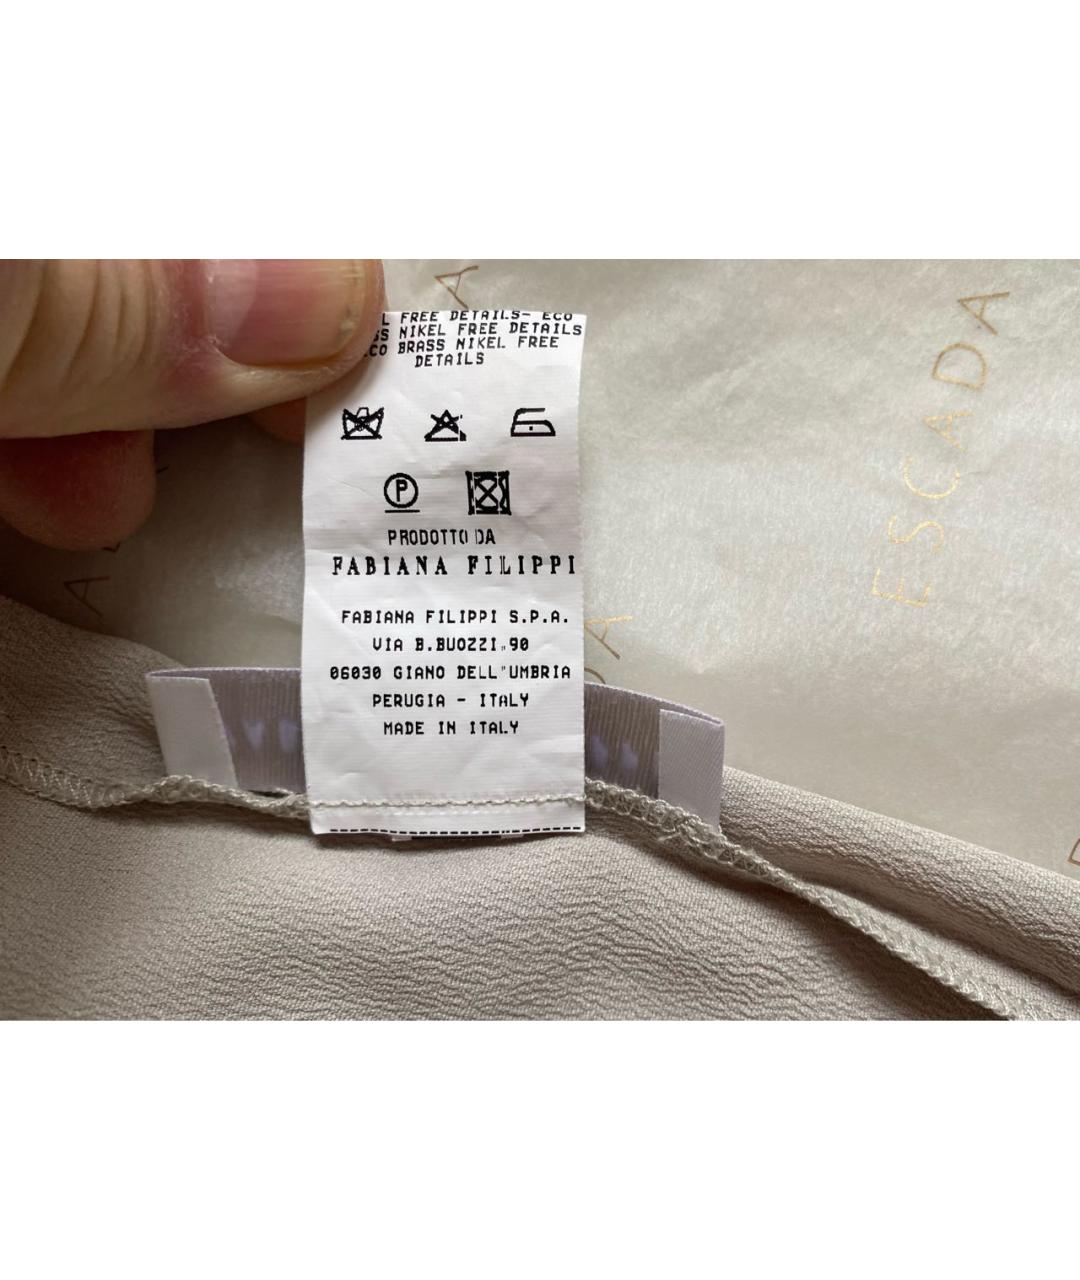 FREE DETAILS- ECO
NIKEL FREE DETAILS
BRASS NIKEL FREE
DETAILS
P
PRODOTTO DA
FABIANA FILIPPI
FABIANA FILIPPI S.P.A.
VIA B.BUOZZI,90
06030 GIANO DELL"UMBRIA
PERUGIA - ITALY
MADE IN ITALY
ESCADA